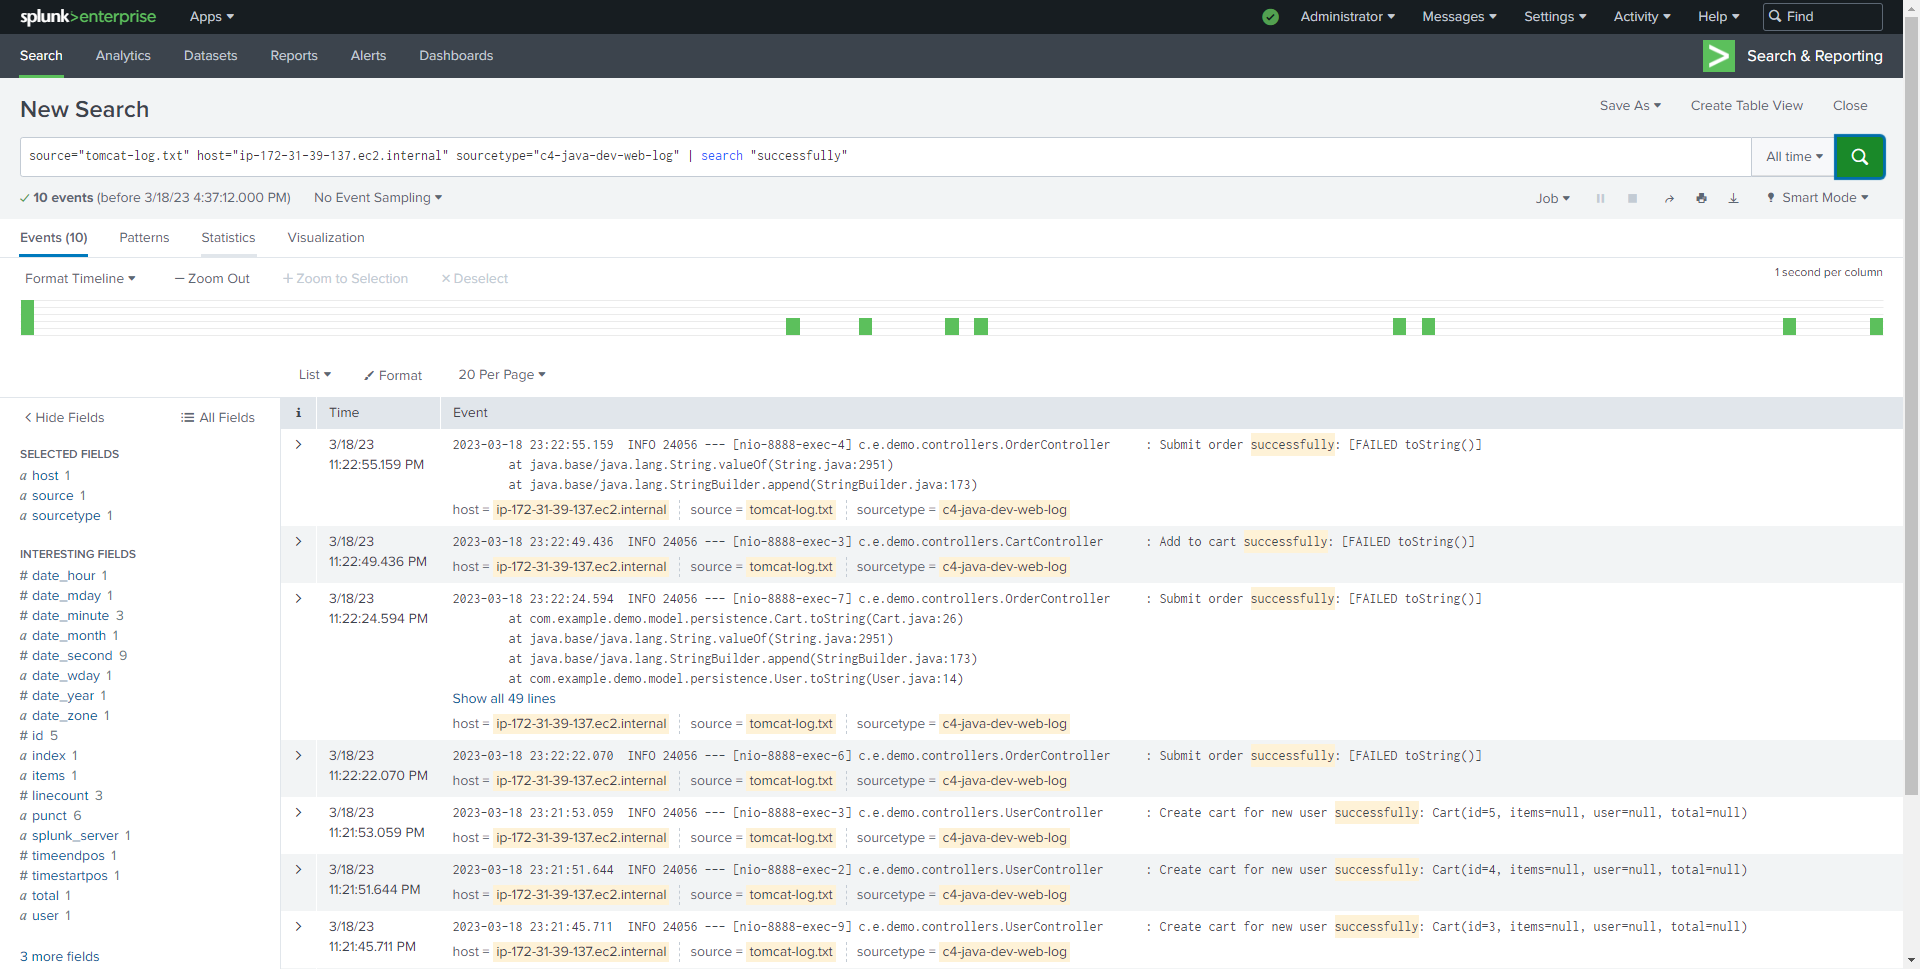 splunk>enterprise Apps Administrator Messages Settings Activity Help Find
Search Analytics Datasets Reports Alerts Dashboards Search & Reporting
New Search Save As Create Table View Close
source="tomcat-log.txt" host="ip-172-31-39-137.ec2.internal" sourcetype="c4-java-dev-web-log" | search "successfully" All time
10 events (before 3/18/23 4:37:12.000 PM) No Event Sampling Job Smart Mode
Events (10) Patterns Statistics Visualization
Format Timeline — Zoom Out + Zoom to Selection × Deselect 1 second per column
List Format 20 Per Page
< Hide Fields All Fields
SELECTED FIELDS
a host 1
a source 1
a sourcetype 1
INTERESTING FIELDS
# date_hour 1
# date_mday 1
# date_minute 3
a date_month 1
# date_second 9
a date_wday 1
# date_year 1
a date_zone 1
# id 5
a index 1
a items 1
# linecount 3
a punct 6
a splunk_server 1
# timeendpos 1
# timestartpos 1
a total 1
a user 1
3 more fields
i Time Event
3/18/23
11:22:55.159 PM
2023-03-18 23:22:55.159 INFO 24056 --- [nio-8888-exec-4] c.e.demo.controllers.OrderController : Submit order successfully: [FAILED toString()]
at java.base/java.lang.String.valueOf(String.java:2951)
at java.base/java.lang.StringBuilder.append(StringBuilder.java:173)
host = ip-172-31-39-137.ec2.internal source = tomcat-log.txt sourcetype = c4-java-dev-web-log
3/18/23
11:22:49.436 PM
2023-03-18 23:22:49.436 INFO 24056 --- [nio-8888-exec-3] c.e.demo.controllers.CartController : Add to cart successfully: [FAILED toString()]
host = ip-172-31-39-137.ec2.internal source = tomcat-log.txt sourcetype = c4-java-dev-web-log
3/18/23
11:22:24.594 PM
2023-03-18 23:22:24.594 INFO 24056 --- [nio-8888-exec-7] c.e.demo.controllers.OrderController : Submit order successfully: [FAILED toString()]
at com.example.demo.model.persistence.Cart.toString(Cart.java:26)
at java.base/java.lang.String.valueOf(String.java:2951)
at java.base/java.lang.StringBuilder.append(StringBuilder.java:173)
at com.example.demo.model.persistence.User.toString(User.java:14)
Show all 49 lines
host = ip-172-31-39-137.ec2.internal source = tomcat-log.txt sourcetype = c4-java-dev-web-log
3/18/23
11:22:22.070 PM
2023-03-18 23:22:22.070 INFO 24056 --- [nio-8888-exec-6] c.e.demo.controllers.OrderController : Submit order successfully: [FAILED toString()]
host = ip-172-31-39-137.ec2.internal source = tomcat-log.txt sourcetype = c4-java-dev-web-log
3/18/23
11:21:53.059 PM
2023-03-18 23:21:53.059 INFO 24056 --- [nio-8888-exec-3] c.e.demo.controllers.UserController : Create cart for new user successfully: Cart(id=5, items=null, user=null, total=null)
host = ip-172-31-39-137.ec2.internal source = tomcat-log.txt sourcetype = c4-java-dev-web-log
3/18/23
11:21:51.644 PM
2023-03-18 23:21:51.644 INFO 24056 --- [nio-8888-exec-2] c.e.demo.controllers.UserController : Create cart for new user successfully: Cart(id=4, items=null, user=null, total=null)
host = ip-172-31-39-137.ec2.internal source = tomcat-log.txt sourcetype = c4-java-dev-web-log
3/18/23
11:21:45.711 PM
2023-03-18 23:21:45.711 INFO 24056 --- [nio-8888-exec-9] c.e.demo.controllers.UserController : Create cart for new user successfully: Cart(id=3, items=null, user=null, total=null)
host = ip-172-31-39-137.ec2.internal source = tomcat-log.txt sourcetype = c4-java-dev-web-log